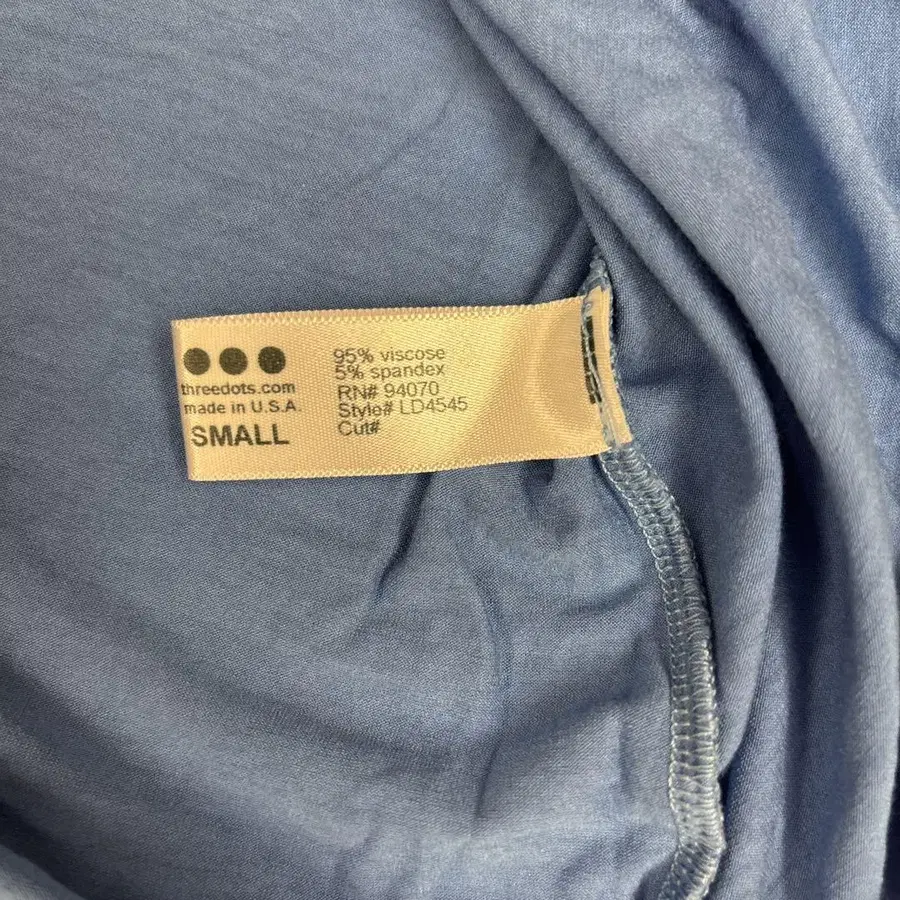 threedots.com
made in U.S.A.
SMALL
95% viscose
5% spandex
RN# 94070
Style# LD4545
Cut#